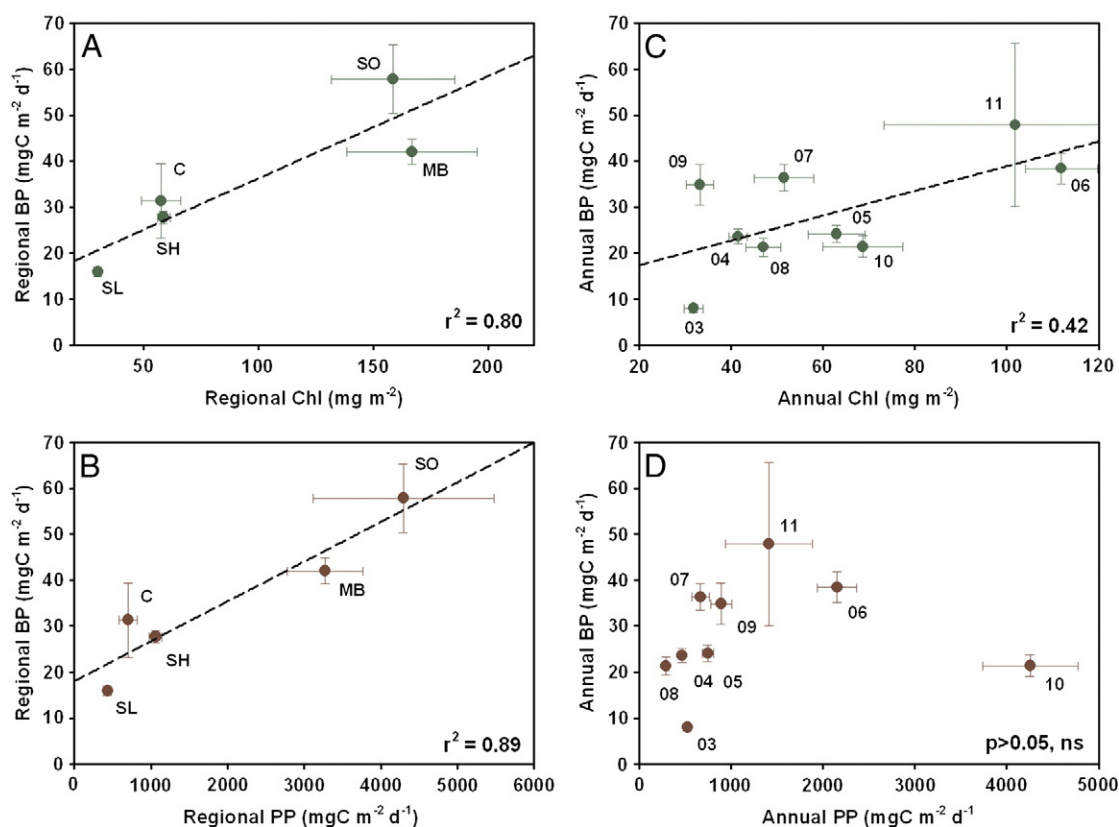 A
70
60
50
40
30
20
10
0
Regional BP (mgC m⁻² d⁻¹)
SO
MB
C
SH
SL
r² = 0.80
50 100 150 200
Regional Chl (mg m⁻²)
C
70
60
50
40
30
20
10
0
Annual BP (mgC m⁻² d⁻¹)
11
09
07
06
05
04
08
10
03
r² = 0.42
20 40 60 80 100 120
Annual Chl (mg m⁻²)
B
70
60
50
40
30
20
10
0
Regional BP (mgC m⁻² d⁻¹)
SO
MB
C
SH
SL
r² = 0.89
0 1000 2000 3000 4000 5000 6000
Regional PP (mgC m⁻² d⁻¹)
D
70
60
50
40
30
20
10
0
Annual BP (mgC m⁻² d⁻¹)
11
07
09
06
08
04
05
10
03
p>0.05, ns
0 1000 2000 3000 4000 5000
Annual PP (mgC m⁻² d⁻¹